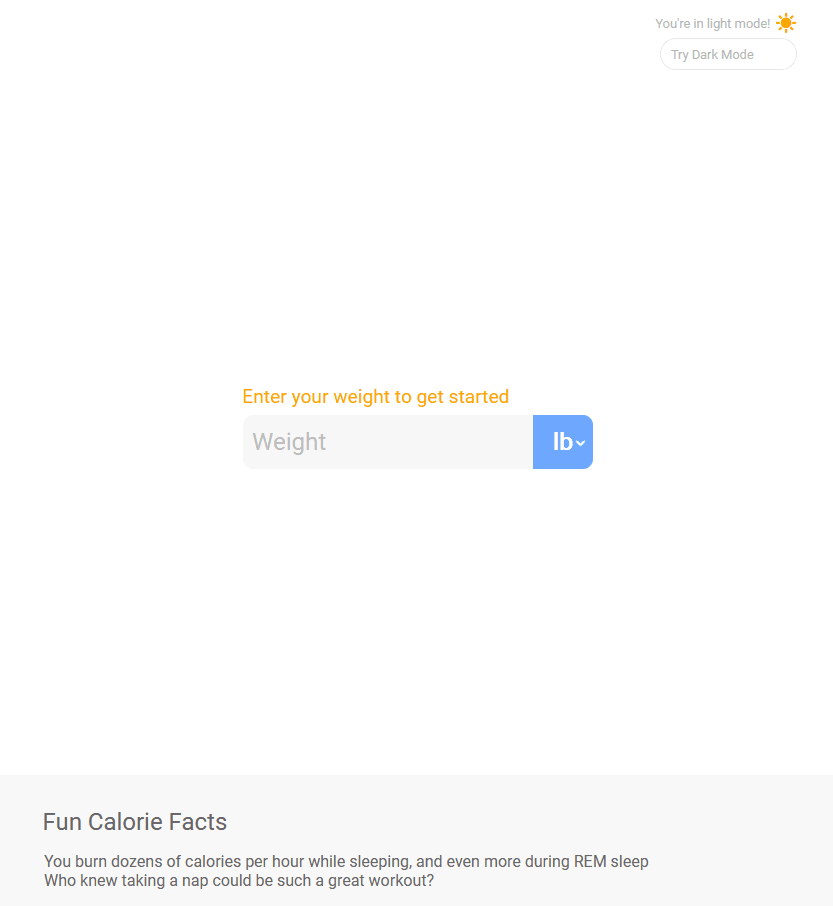 You're in light mode!
Try Dark Mode
Enter your weight to get started
Weight
lb
Fun Calorie Facts
You burn dozens of calories per hour while sleeping, and even more during REM sleep
Who knew taking a nap could be such a great workout?